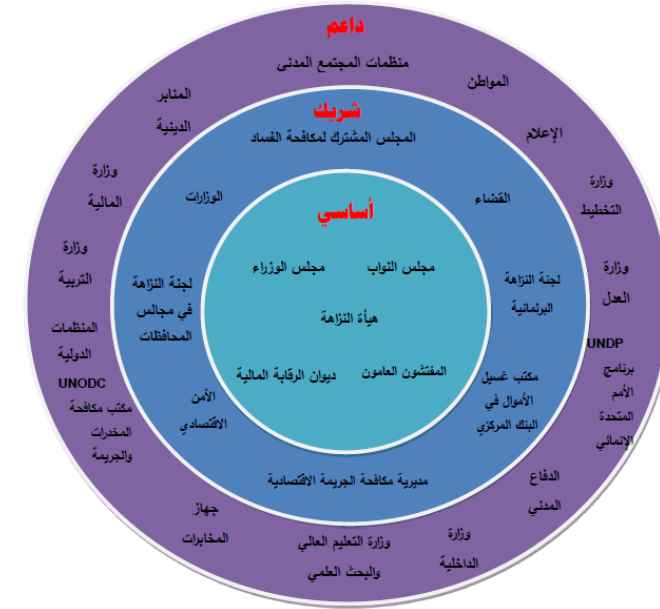 داعم
منظمات المجتمع المدنى
المواطن
المنابر
الدينية
الإعلام
وزارة
المالية
وزارة
التخطيط
وزارة
التربية
وزارة
العدل
المنظمات
الدولية
UNODC
مكتب مكافحة
المخدرات
والجريمة
UNDP
برنامج
الأمم
المتحدة
الإنمائي
الدفاع
المدني
جهاز
المخابرات
وزارة
الداخلية
وزارة التعليم العالي
والبحث العلمي
شريك
المجلس المشترك لمكافحة الفساد
القضاء
الوزارات
لجنة النزاهة
البرلمانية
لجنة النزاهة
في مجالس
المحافظات
مكتب غسيل
الأموال في
البنك المركزي
الأمن
الاقتصادي
مديرية مكافحة الجريمة الاقتصادية
أساسي
مجلس النواب
مجلس الوزراء
هيأة النزاهة
المفتشون العامون
ديوان الرقابة المالية